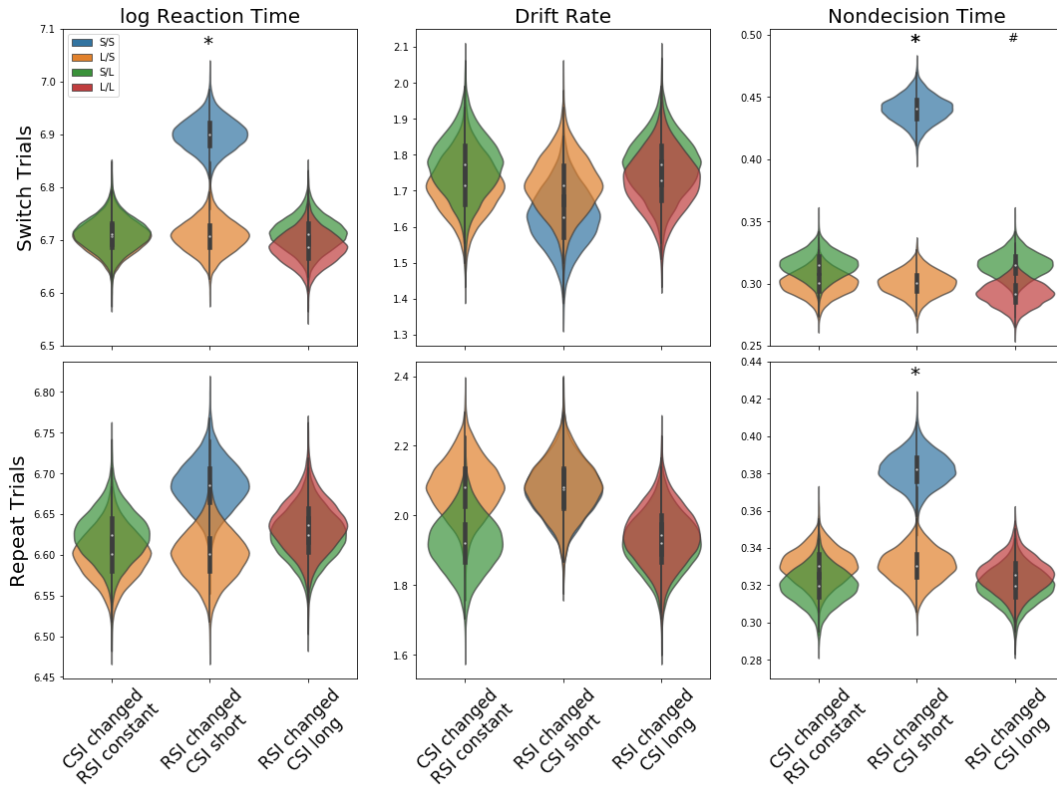 log Reaction Time
Drift Rate
Nondecision Time
Switch Trials
7.1
7.0
6.9
6.8
6.7
6.6
6.5
S/S
L/S
S/L
L/L
*
2.1
2.0
1.9
1.8
1.7
1.6
1.5
1.4
1.3
0.50
0.45
0.40
0.35
0.30
0.25
*
#
Repeat Trials
6.80
6.75
6.70
6.65
6.60
6.55
6.50
6.45
2.4
2.2
2.0
1.8
1.6
0.44
0.42
0.40
0.38
0.36
0.34
0.32
0.30
0.28
*
CSI changed
RSI constant
RSI changed
CSI short
RSI changed
CSI long
CSI changed
RSI constant
RSI changed
CSI short
RSI changed
CSI long
CSI changed
RSI constant
RSI changed
CSI short
RSI changed
CSI long